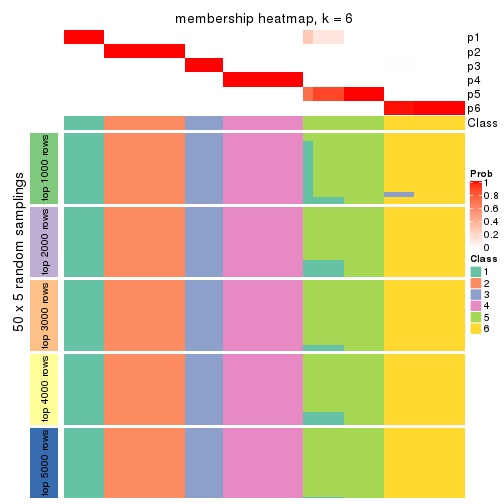 membership heatmap, k = 6
p1
p2
p3
p4
p5
p6
Class
50 x 5 random samplings
top 1000 rows
top 2000 rows
top 3000 rows
top 4000 rows
top 5000 rows
Prob
1
0.8
0.6
0.4
0.2
0
Class
1
2
3
4
5
6